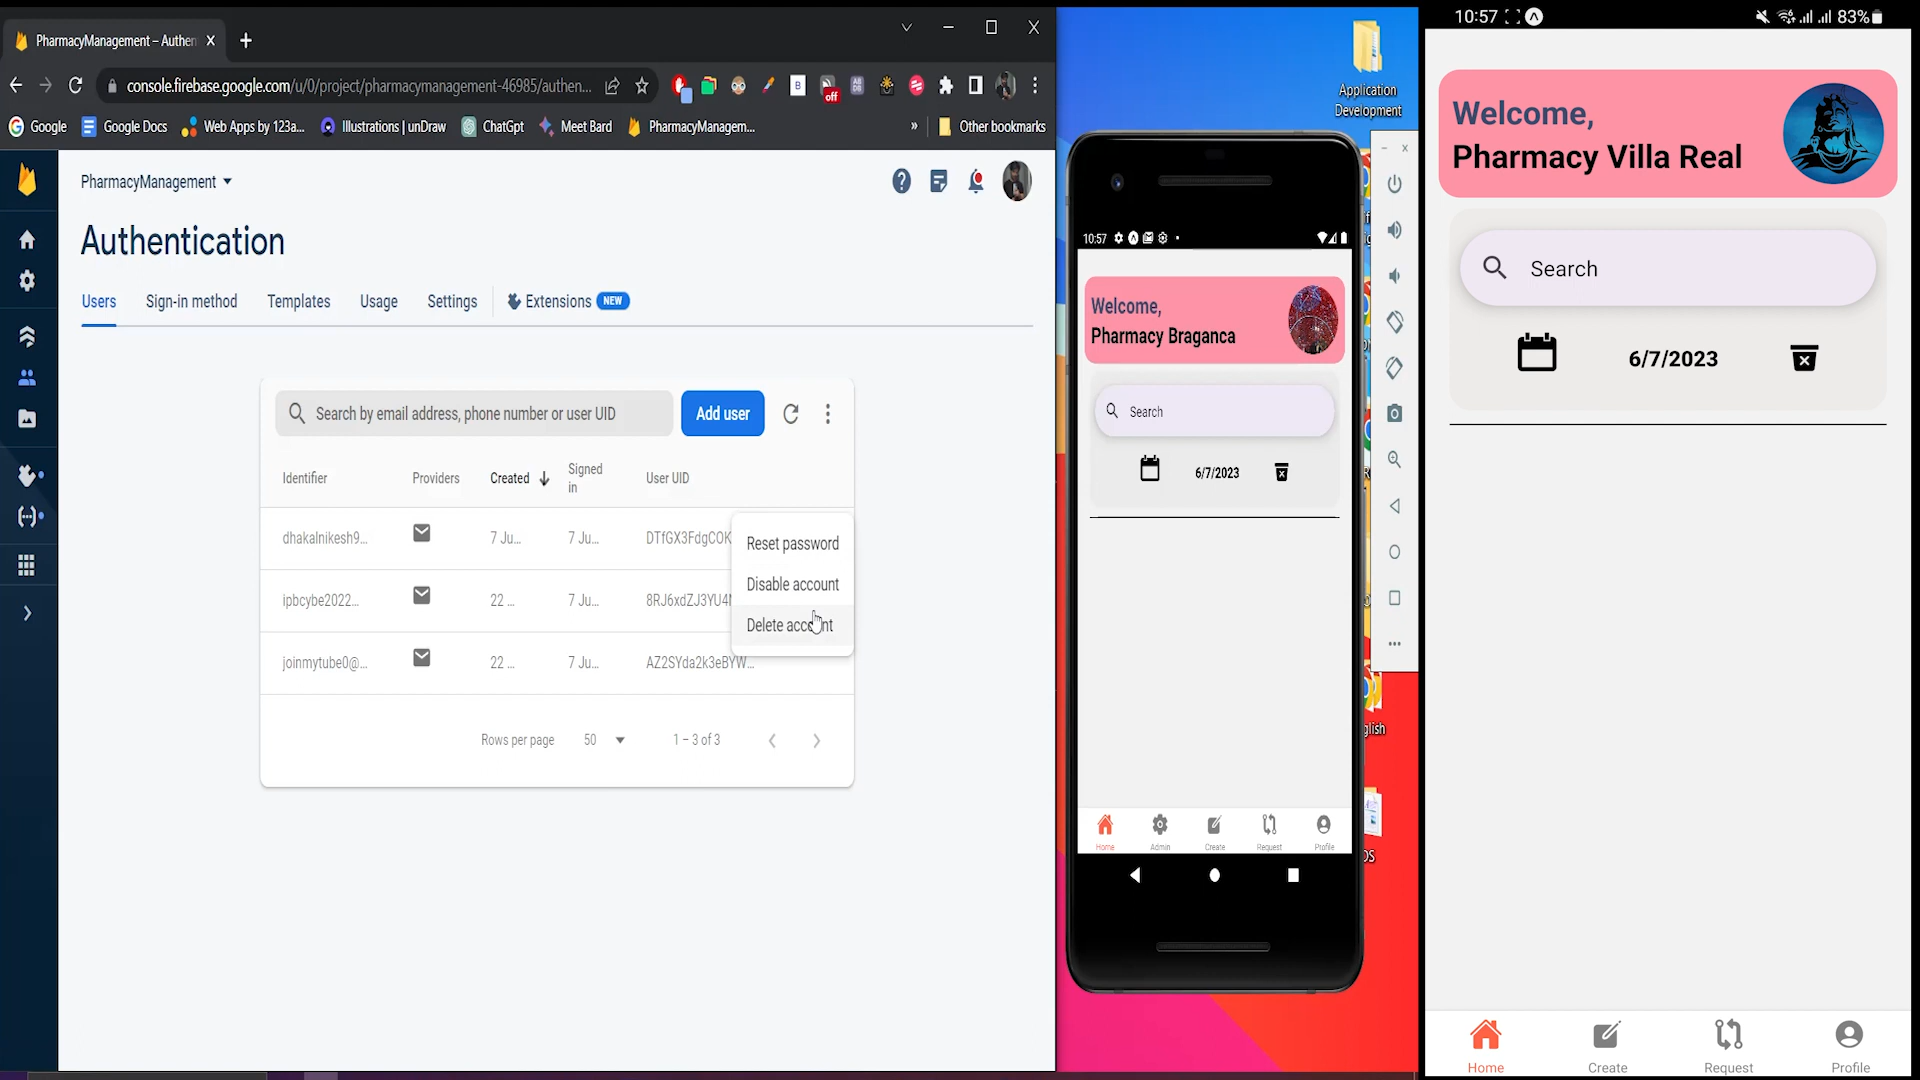 PharmacyManagement – Authen
console.firebase.google.com/u/0/project/pharmacymanagement-46985/authen...
off
Google
Google Docs
Web Apps by 123a...
Illustrations | unDraw
ChatGpt
Meet Bard
PharmacyManagem...
»
Other bookmarks
PharmacyManagement
Authentication
Users
Sign-in method
Templates
Usage
Settings
Extensions
NEW
Search by email address, phone number or user UID
Add user
Identifier
Providers
Created
Signed
in
User UID
dhakalnikesh9...
7 Ju...
7 Ju...
DTfGX3FdgCOK
ipbcybe2022...
22 ...
7 Ju...
8RJ6xdZJ3YU4
joinmytube0@...
22 ...
7 Ju...
AZ2SYda2k3eBYW...
Reset password
Disable account
Delete account
Rows per page
50
1 – 3 of 3
Application
Development
glish
OS
10:57
Welcome,
Pharmacy Braganca
Search
6/7/2023
Home
Admin
Create
Request
Profile
10:57
83%
Welcome,
Pharmacy Villa Real
Search
6/7/2023
Home
Create
Request
Profile